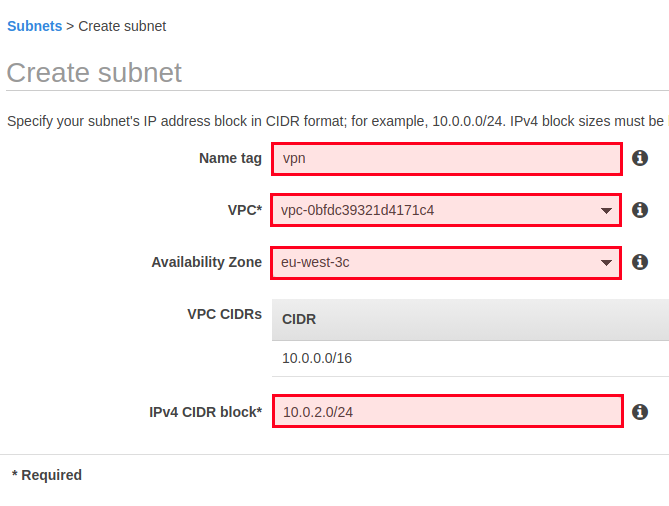 Subnets > Create subnet
Create subnet
Specify your subnet's IP address block in CIDR format; for example, 10.0.0.0/24. IPv4 block sizes must be
Name tag vpn
VPC* vpc-0bfdc39321d4171c4
Availability Zone eu-west-3c
VPC CIDRs CIDR
10.0.0.0/16
IPv4 CIDR block* 10.0.2.0/24
* Required